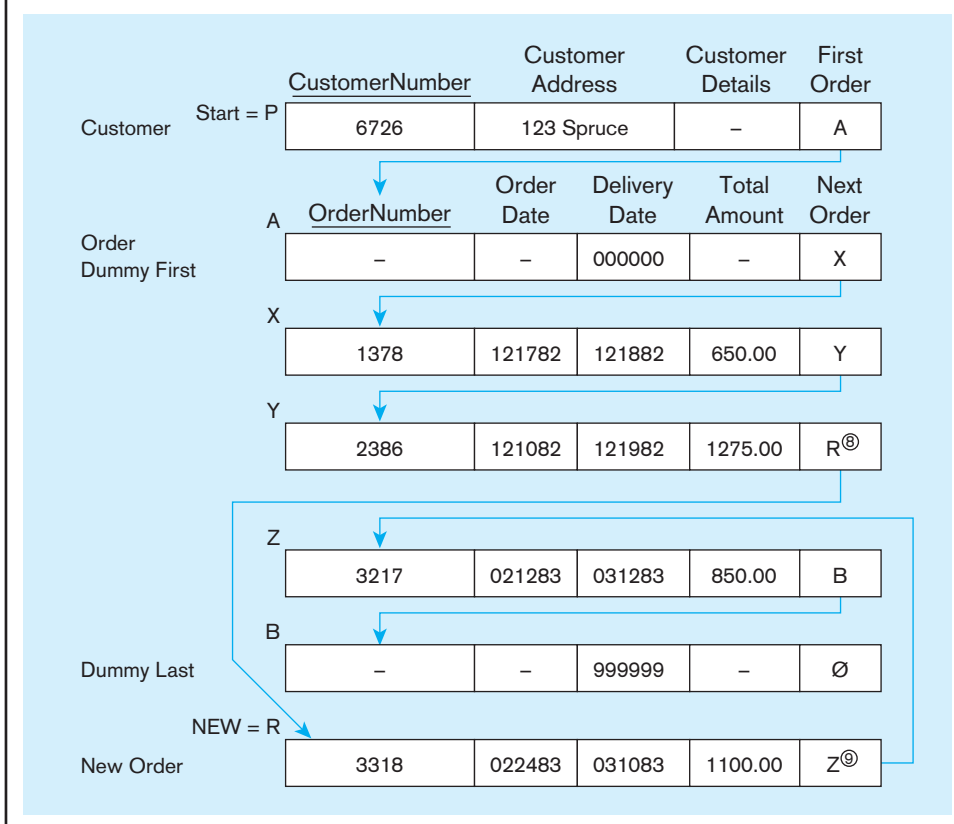 Customer Customer First
CustomerNumber Address Details Order
Start = P
Customer 6726 123 Spruce – A
Order Delivery Total Next
A OrderNumber Date Date Amount Order
Order
Dummy First – – 000000 – X
X
1378 121782 121882 650.00 Y
Y
2386 121082 121982 1275.00 R⑧
Z
3217 021283 031283 850.00 B
B
Dummy Last – – 999999 – Ø
NEW = R
New Order 3318 022483 031083 1100.00 Z⑨